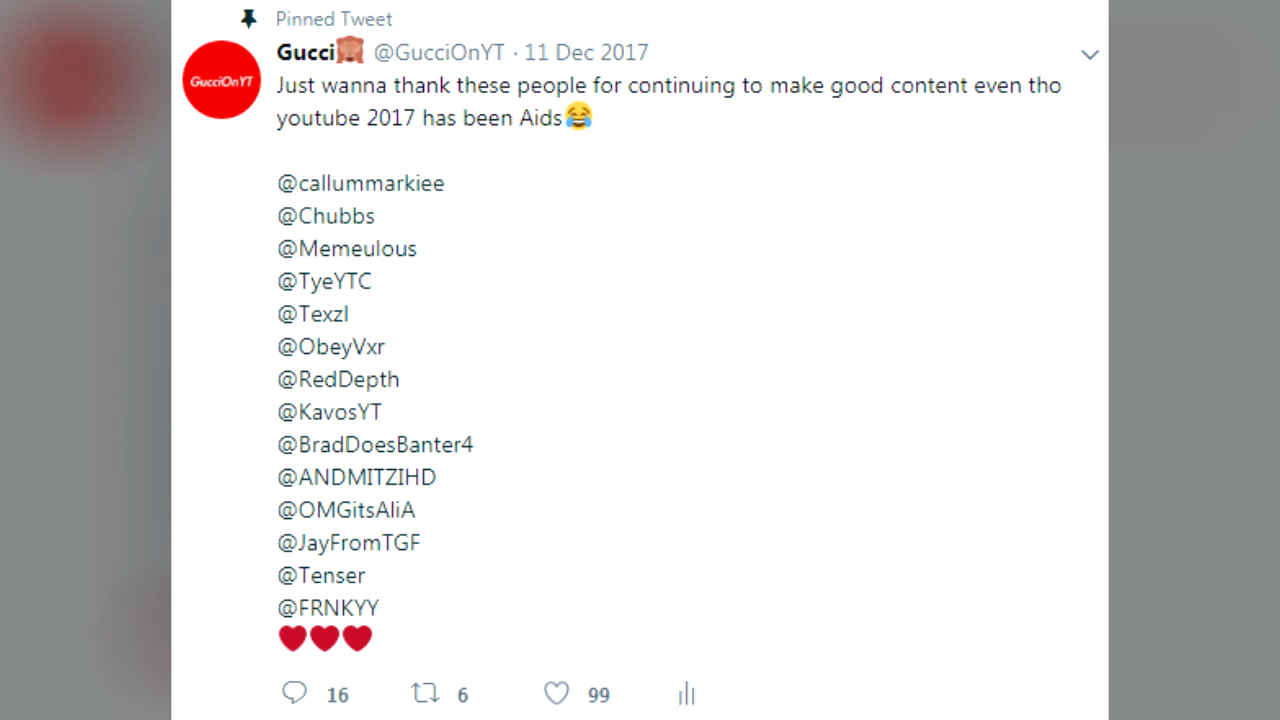 Pinned Tweet
Gucci🙈 @GucciOnYT · 11 Dec 2017
GucciOnYT
Just wanna thank these people for continuing to make good content even tho
youtube 2017 has been Aids😂
@callummarkiee
@Chubbs
@Memeulous
@TyeYTC
@Texzl
@ObeyVxr
@RedDepth
@KavosYT
@BradDoesBanter4
@ANDMITZIHD
@OMGitsAliA
@JayFromTGF
@Tenser
@FRNKYY
❤❤❤
16 6 99